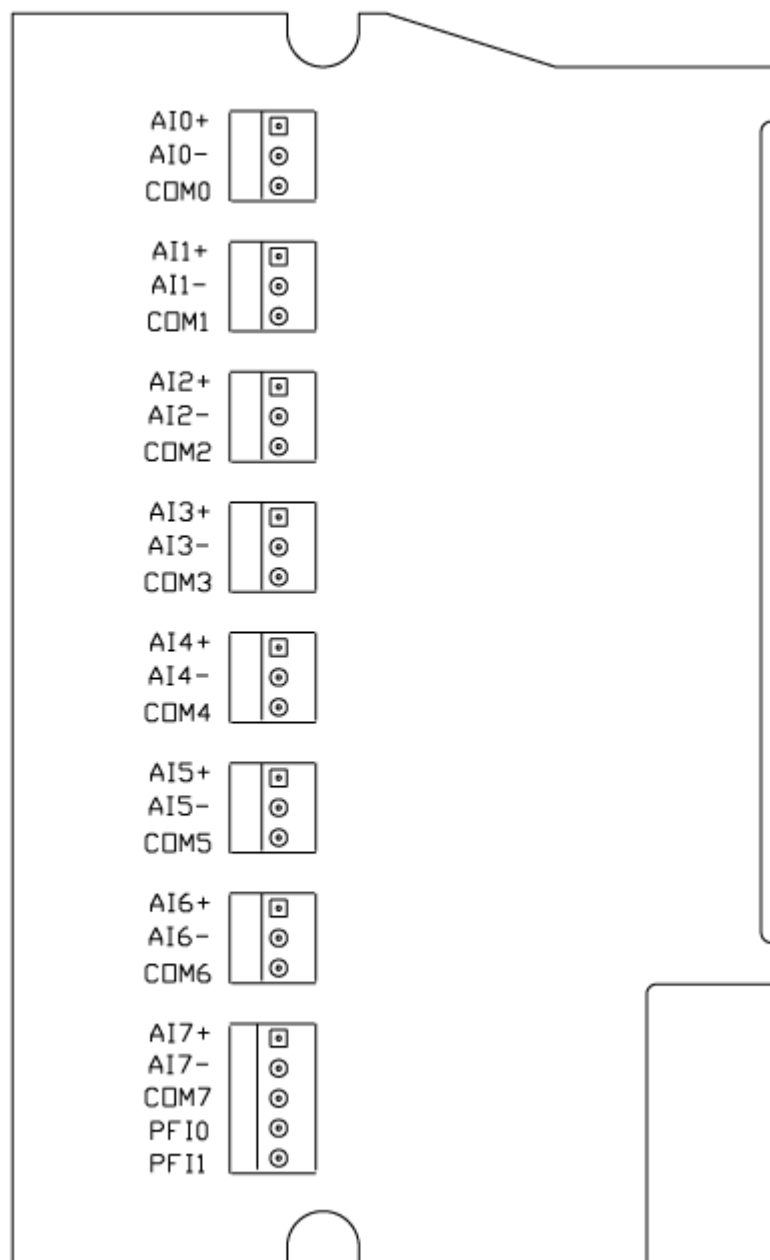 AI0+
AI0-
COM0
AI1+
AI1-
COM1
AI2+
AI2-
COM2
AI3+
AI3-
COM3
AI4+
AI4-
COM4
AI5+
AI5-
COM5
AI6+
AI6-
COM6
AI7+
AI7-
COM7
PFI0
PFI1